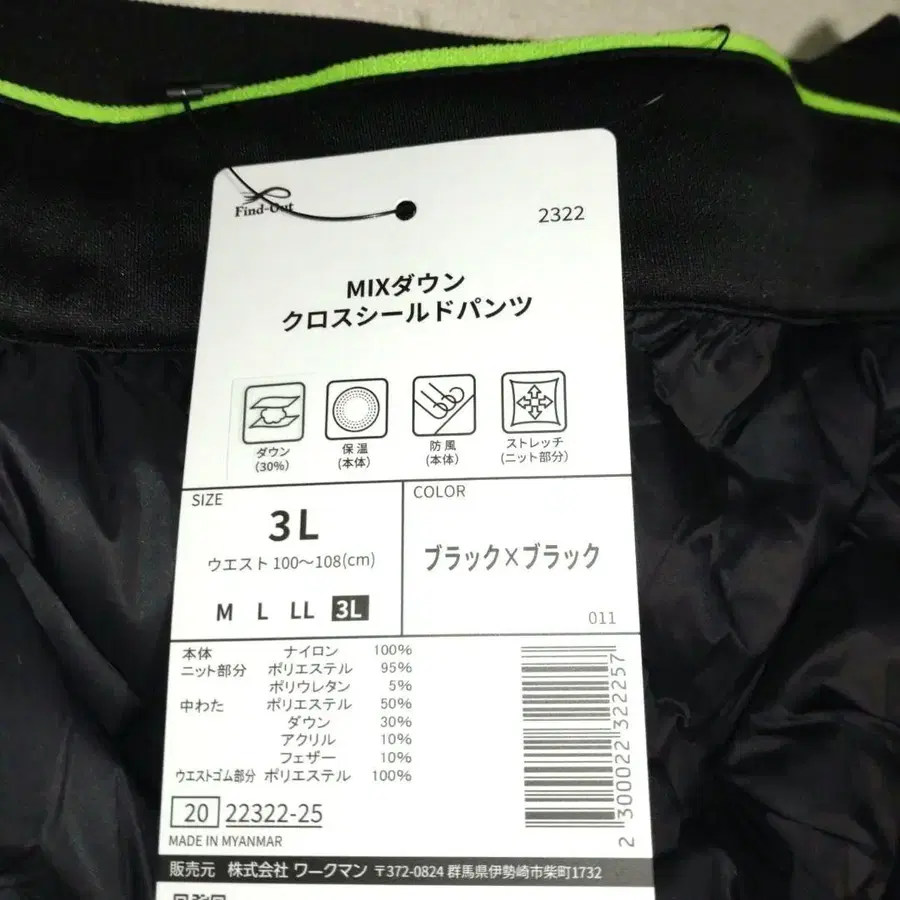 Find-Out
2322
MIXダウン
クロスシールドパンツ
ダウン
(30%)
保温
(本体)
防風
(本体)
ストレッチ
(ニット部分)
SIZE
3L
ウエスト 100〜108(cm)
M L LL 3L
COLOR
ブラック×ブラック
011
本体 ナイロン 100%
ニット部分 ポリエステル 95%
ポリウレタン 5%
中わた ポリエステル 50%
ダウン 30%
アクリル 10%
フェザー 10%
ウエストゴム部分 ポリエステル 100%
2 300022 322257
20 22322-25
MADE IN MYANMAR
販売元 株式会社 ワークマン 〒372-0824 群馬県伊勢崎市柴町1732